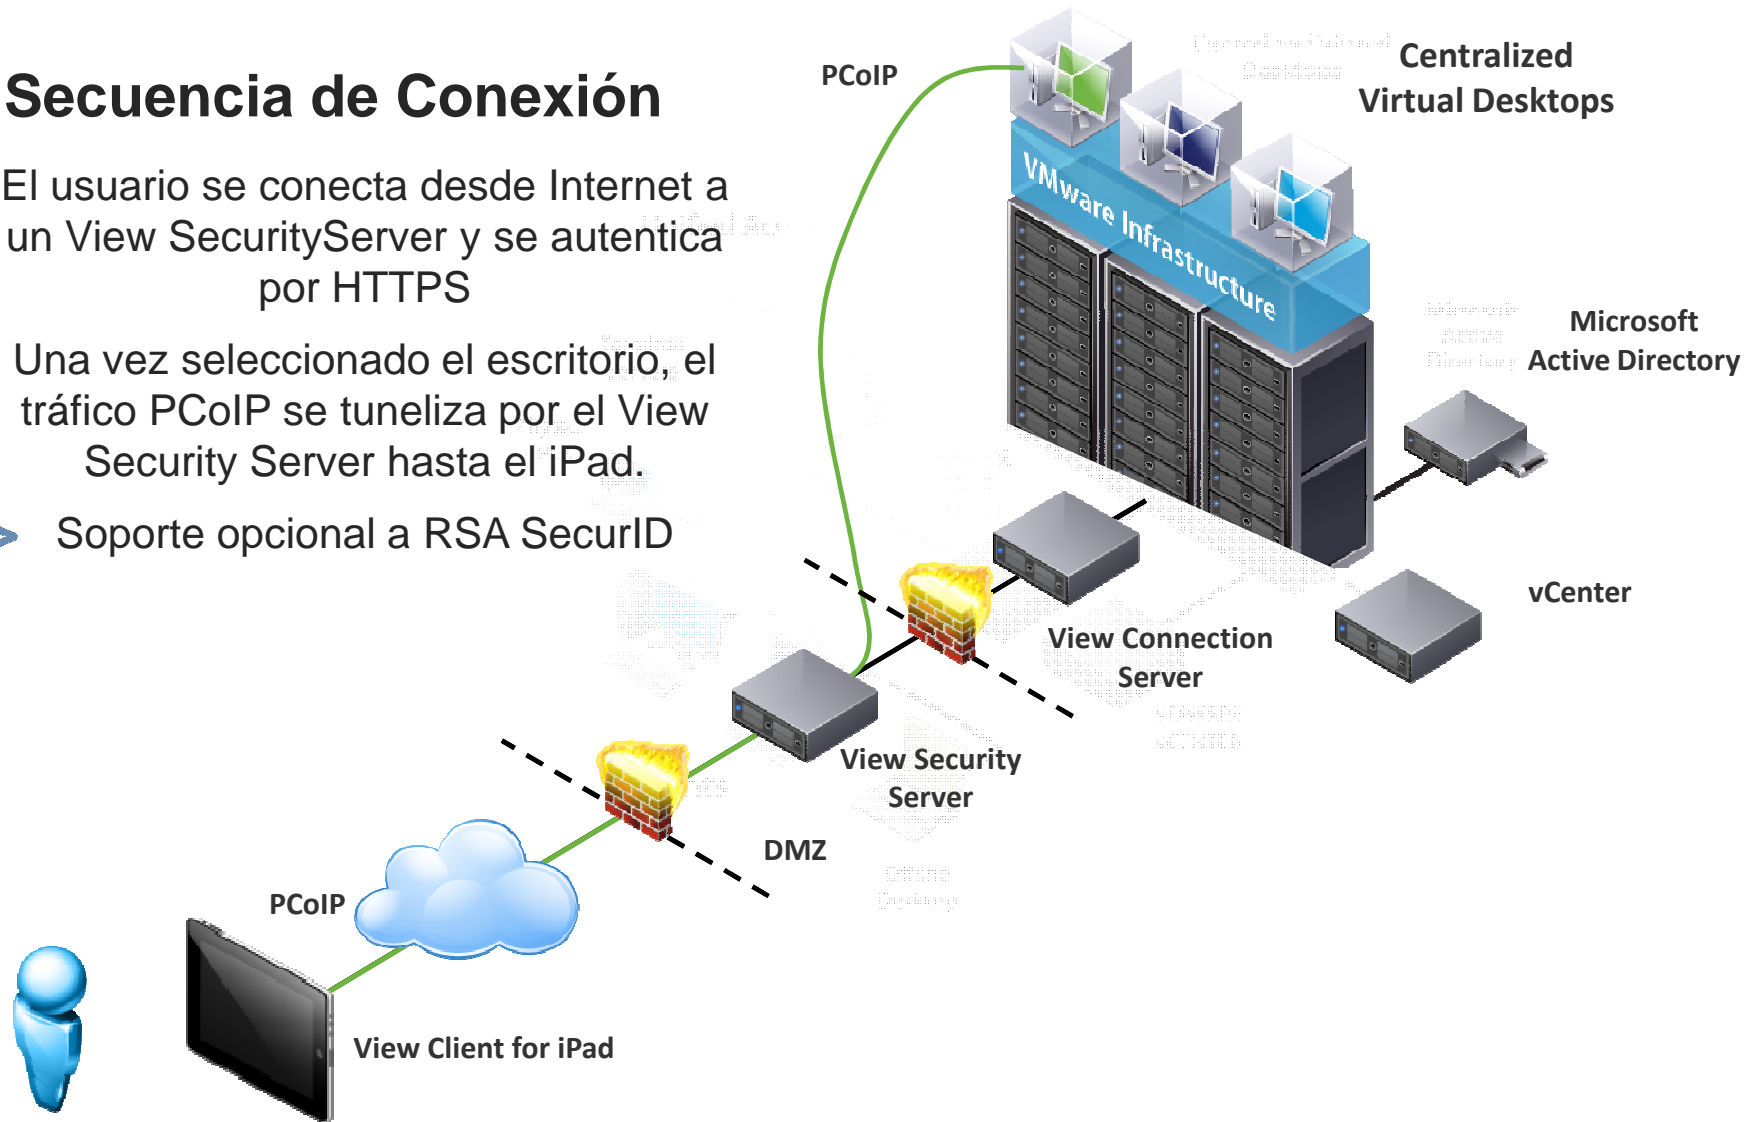 Secuencia de Conexión
El usuario se conecta desde Internet a
un View SecurityServer y se autentica
por HTTPS
Una vez seleccionado el escritorio, el
tráfico PCoIP se tuneliza por el View
Security Server hasta el iPad.
Soporte opcional a RSA SecurID
PCoIP
Centralized
Virtual Desktops
VMware Infrastructure
Microsoft
Active Directory
vCenter
View Connection
Server
View Security
Server
DMZ
PCoIP
View Client for iPad